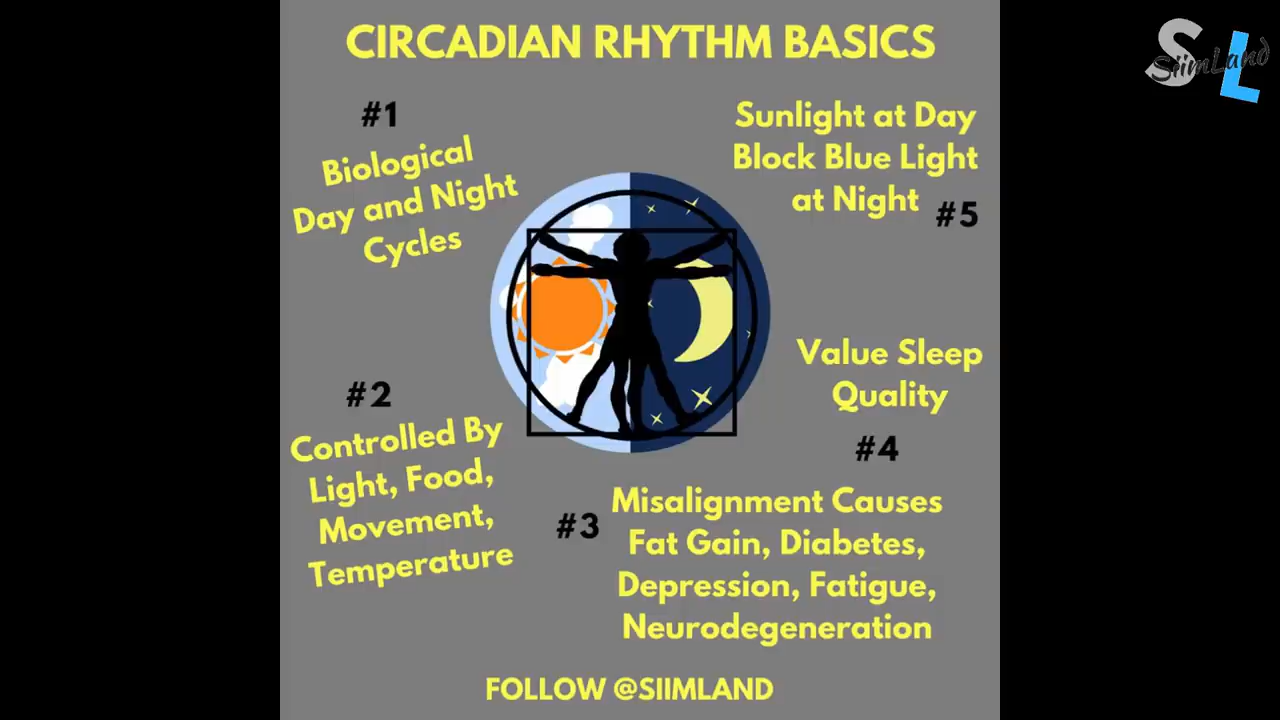 CIRCADIAN RHYTHM BASICS
#1
Biological
Day and Night
Cycles
#2
Controlled By
Light, Food,
Movement,
Temperature
#3
Misalignment Causes
Fat Gain, Diabetes,
Depression, Fatigue,
Neurodegeneration
Value Sleep
Quality
#4
Sunlight at Day
Block Blue Light
at Night
#5
FOLLOW @SIIMLAND
SL
SiimLand